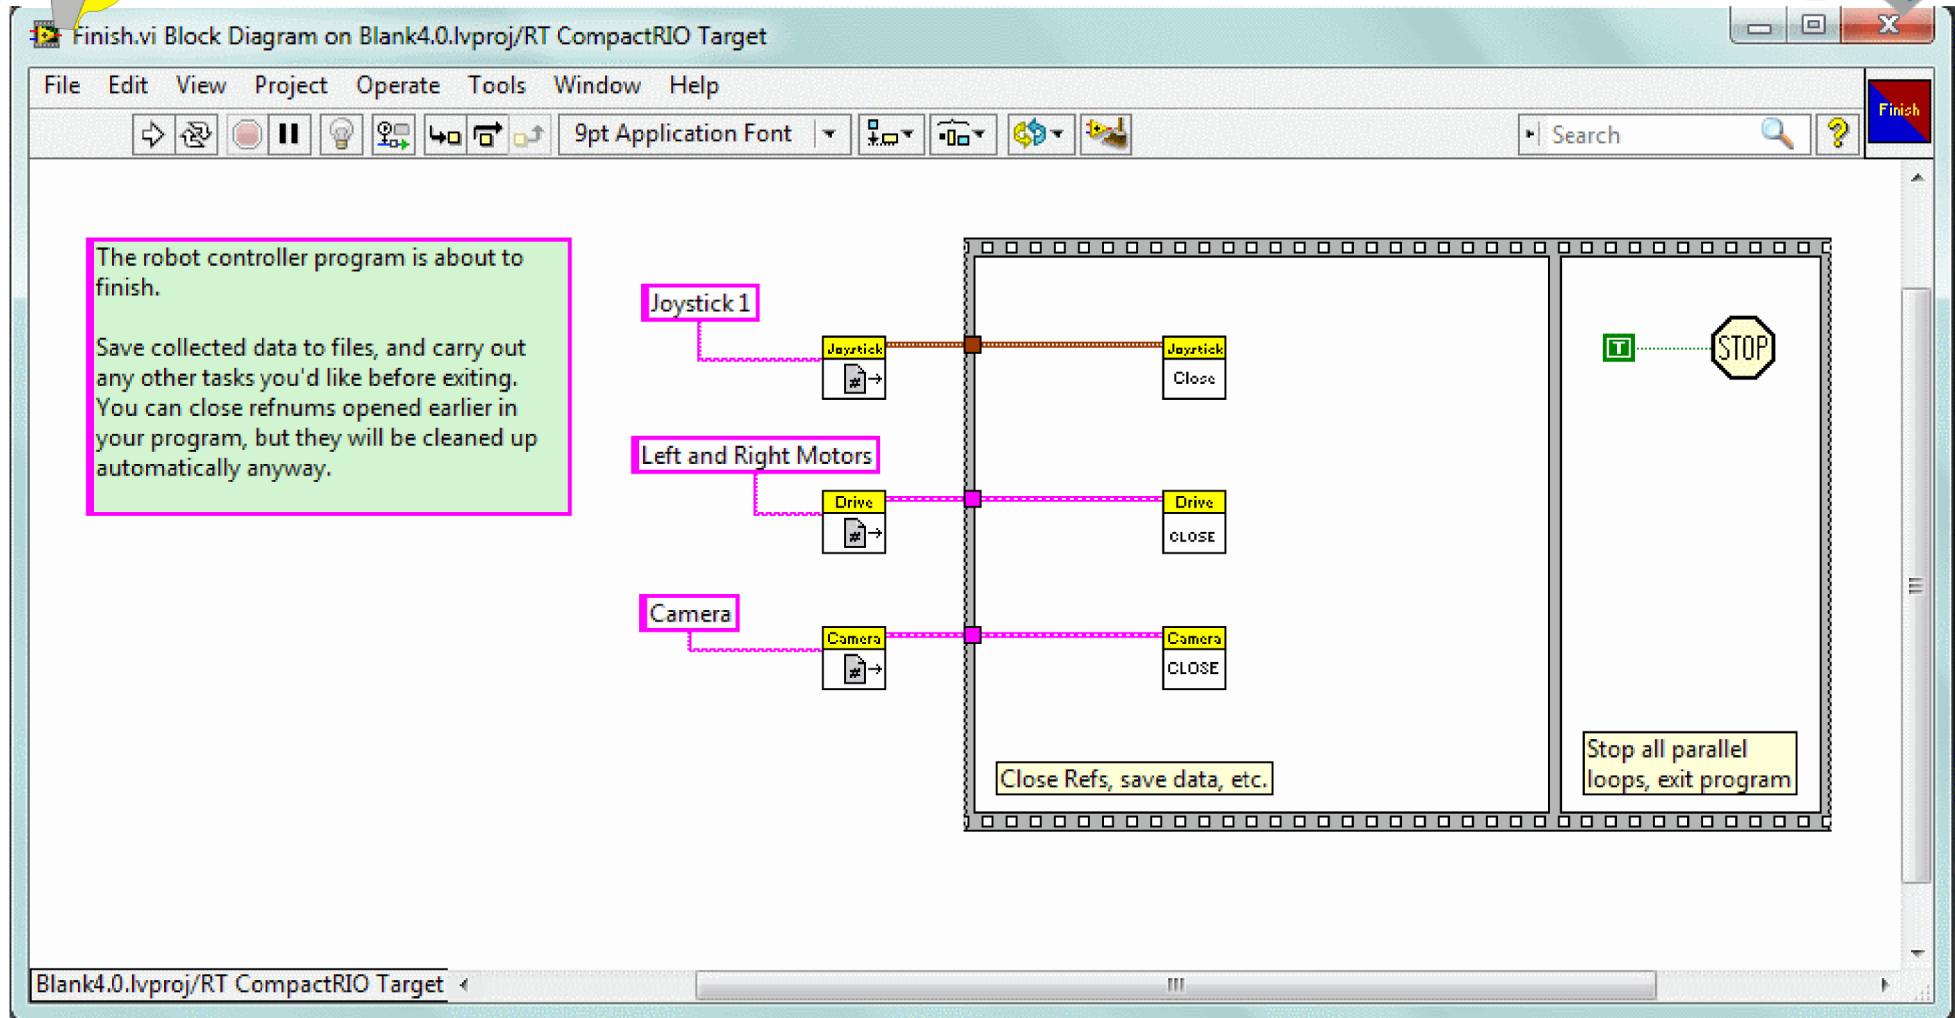 Finish.vi Block Diagram on Blank4.0.lvproj/RT CompactRIO Target
File Edit View Project Operate Tools Window Help
9pt Application Font
Search
?
Finish
The robot controller program is about to
finish.
Save collected data to files, and carry out
any other tasks you'd like before exiting.
You can close refnums opened earlier in
your program, but they will be cleaned up
automatically anyway.
Joystick 1
Joystick
#
Joystick
Close
T
STOP
Left and Right Motors
Drive
#
Drive
CLOSE
Camera
Camera
#
Camera
CLOSE
Close Refs, save data, etc.
Stop all parallel
loops, exit program
Blank4.0.lvproj/RT CompactRIO Target